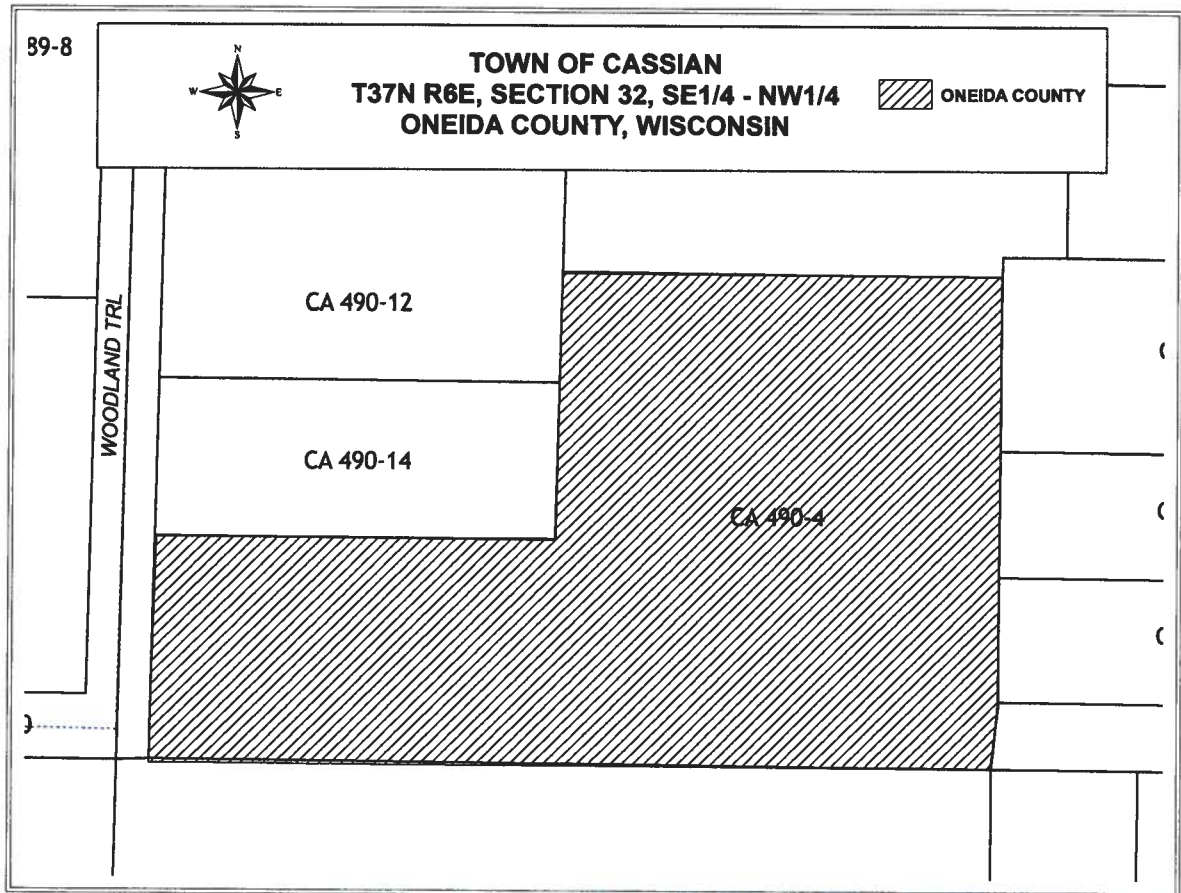 89-8
N
W
E
S
TOWN OF CASSIAN
T37N R6E, SECTION 32, SE1/4 - NW1/4
ONEIDA COUNTY, WISCONSIN
ONEIDA COUNTY
WOODLAND TRL
CA 490-12
CA 490-14
CA 490-4